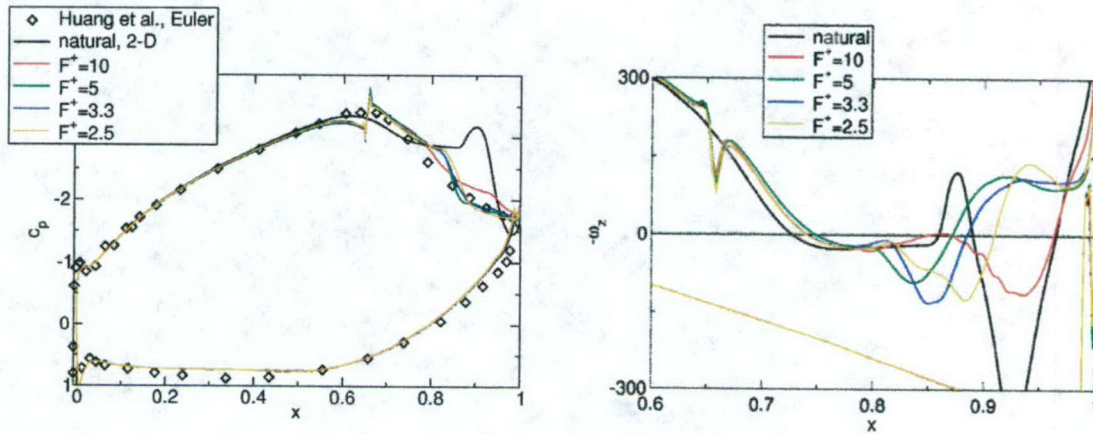 Huang et al., Euler
natural, 2-D
F+=10
F+=5
F+=3.3
F+=2.5
-2
-1
0
1
cp
0
0.2
0.4
0.6
0.8
1
x
natural
F+=10
F+=5
F+=3.3
F+=2.5
300
0
-300
-ωz
0.6
0.7
0.8
0.9
x